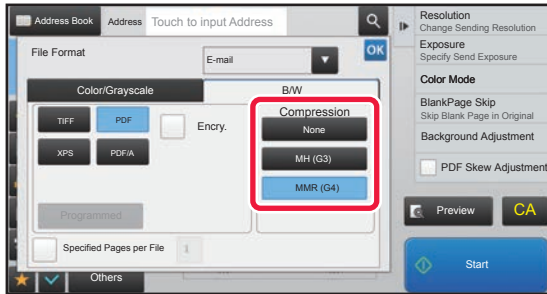 Address Book
Address
Touch to input Address
File Format
E-mail
OK
Color/Grayscale
B/W
TIFF
PDF
Encry.
XPS
PDF/A
Programmed
Compression
None
MH (G3)
MMR (G4)
Specified Pages per File
1
Others
Resolution
Change Sending Resolution
Exposure
Specify Send Exposure
Color Mode
BlankPage Skip
Skip Blank Page in Original
Background Adjustment
PDF Skew Adjustment
Preview
CA
Start